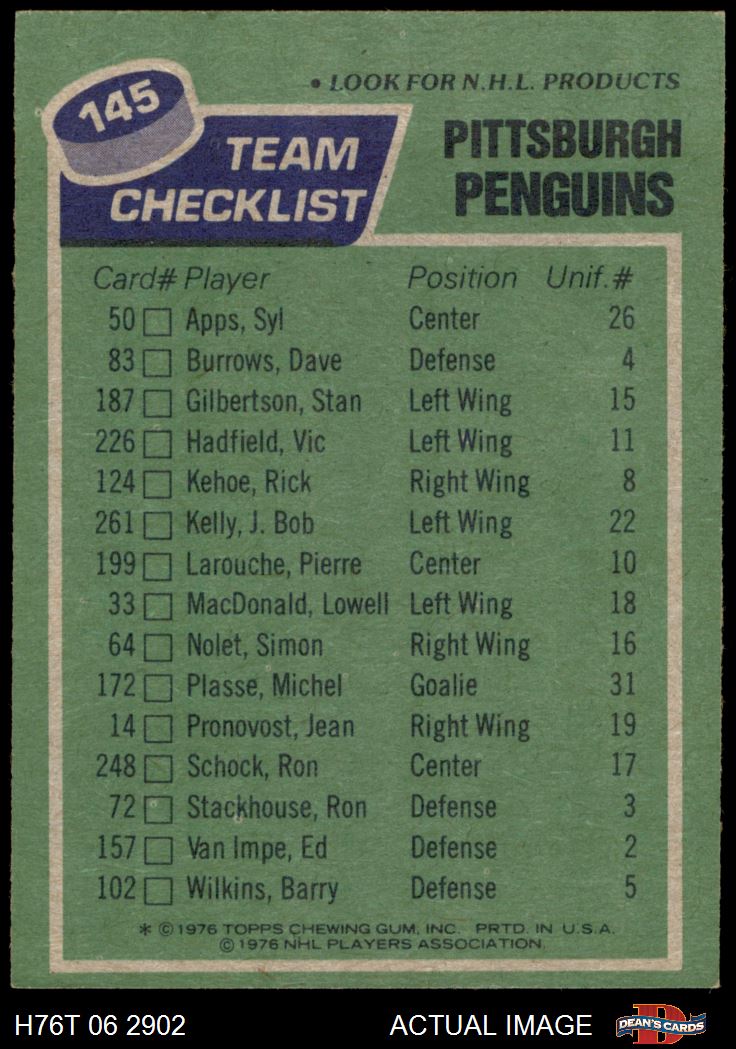 • LOOK FOR N.H.L. PRODUCTS
145
TEAM CHECKLIST
PITTSBURGH PENGUINS
Card# Player Position Unif.#
50 Apps, Syl Center 26
83 Burrows, Dave Defense 4
187 Gilbertson, Stan Left Wing 15
226 Hadfield, Vic Left Wing 11
124 Kehoe, Rick Right Wing 8
261 Kelly, J. Bob Left Wing 22
199 Larouche, Pierre Center 10
33 MacDonald, Lowell Left Wing 18
64 Nolet, Simon Right Wing 16
172 Plasse, Michel Goalie 31
14 Pronovost, Jean Right Wing 19
248 Schock, Ron Center 17
72 Stackhouse, Ron Defense 3
157 Van Impe, Ed Defense 2
102 Wilkins, Barry Defense 5
* © 1976 TOPPS CHEWING GUM, INC. PRTD. IN U.S.A.
© 1976 NHL PLAYERS ASSOCIATION.
H76T 06 2902 ACTUAL IMAGE DEAN'S CARDS